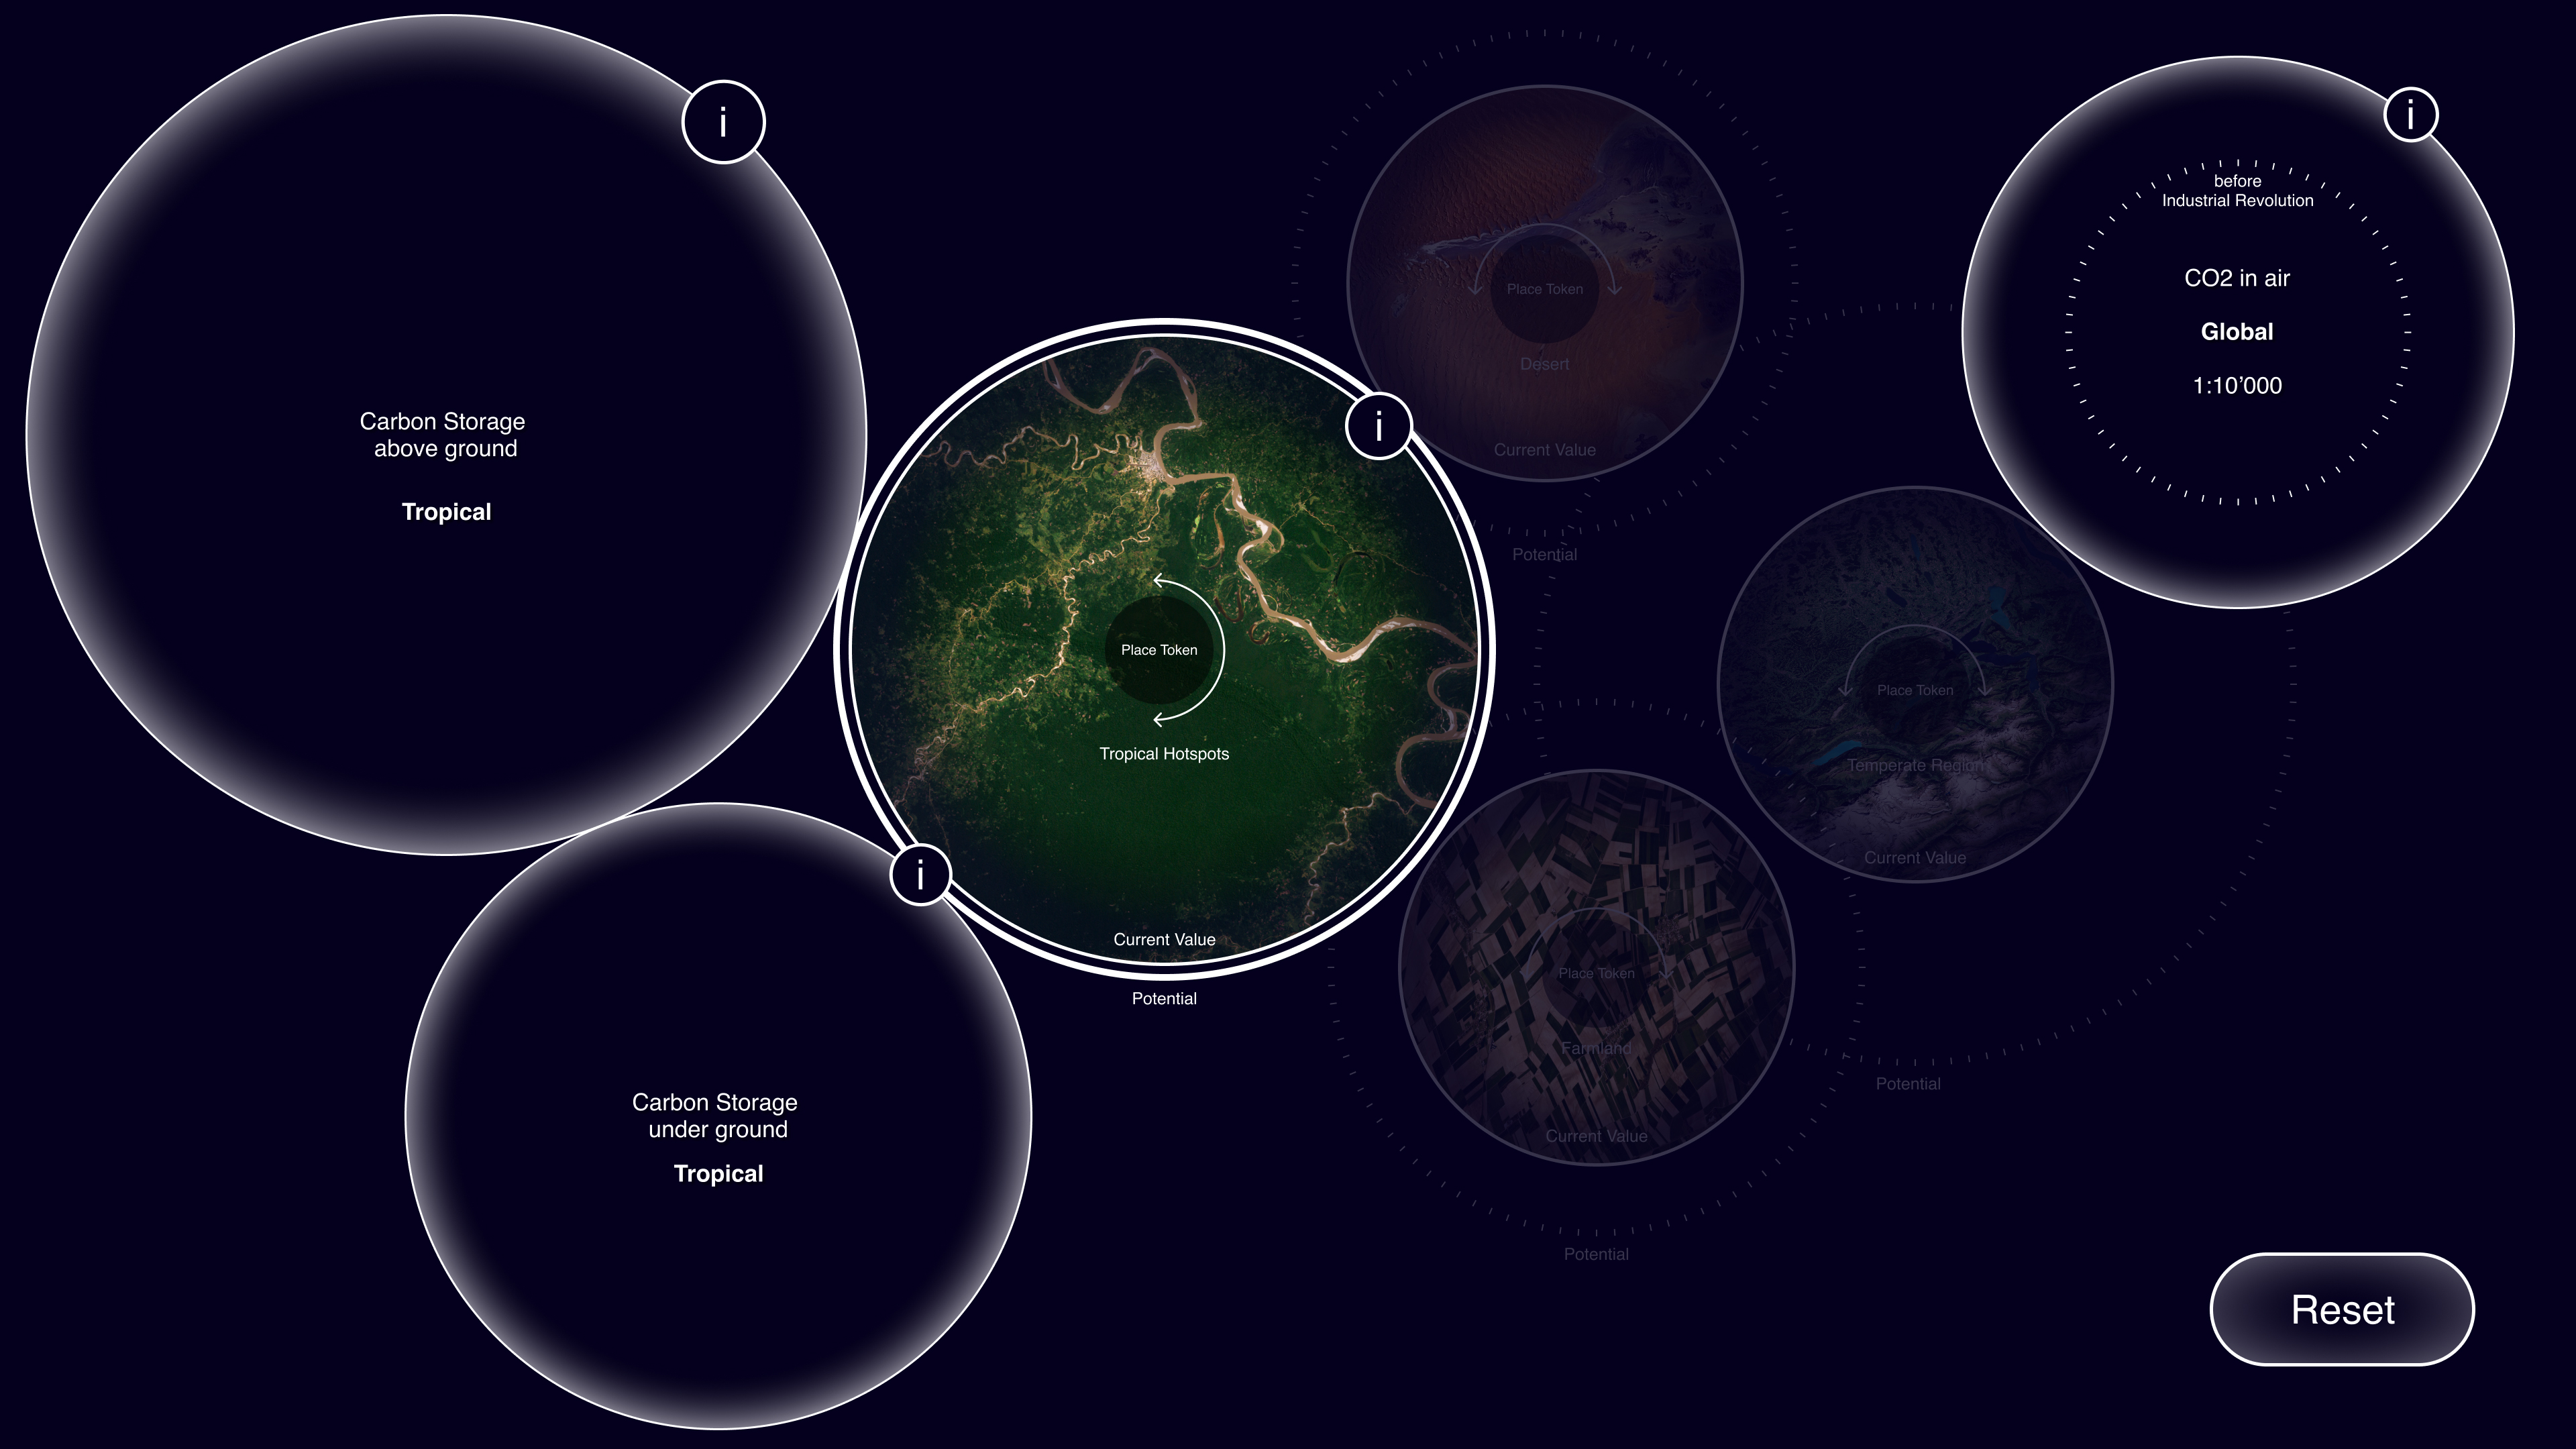 i
Carbon Storage
above ground
Tropical
i
Carbon Storage
under ground
Tropical
i
Place Token
Tropical Hotspots
Current Value
Potential
Place Token
Desert
Current Value
Potential
i
before
Industrial Revolution
CO2 in air
Global
1:10’000
Place Token
Temperate Region
Current Value
Potential
Place Token
Farmland
Current Value
Potential
Reset